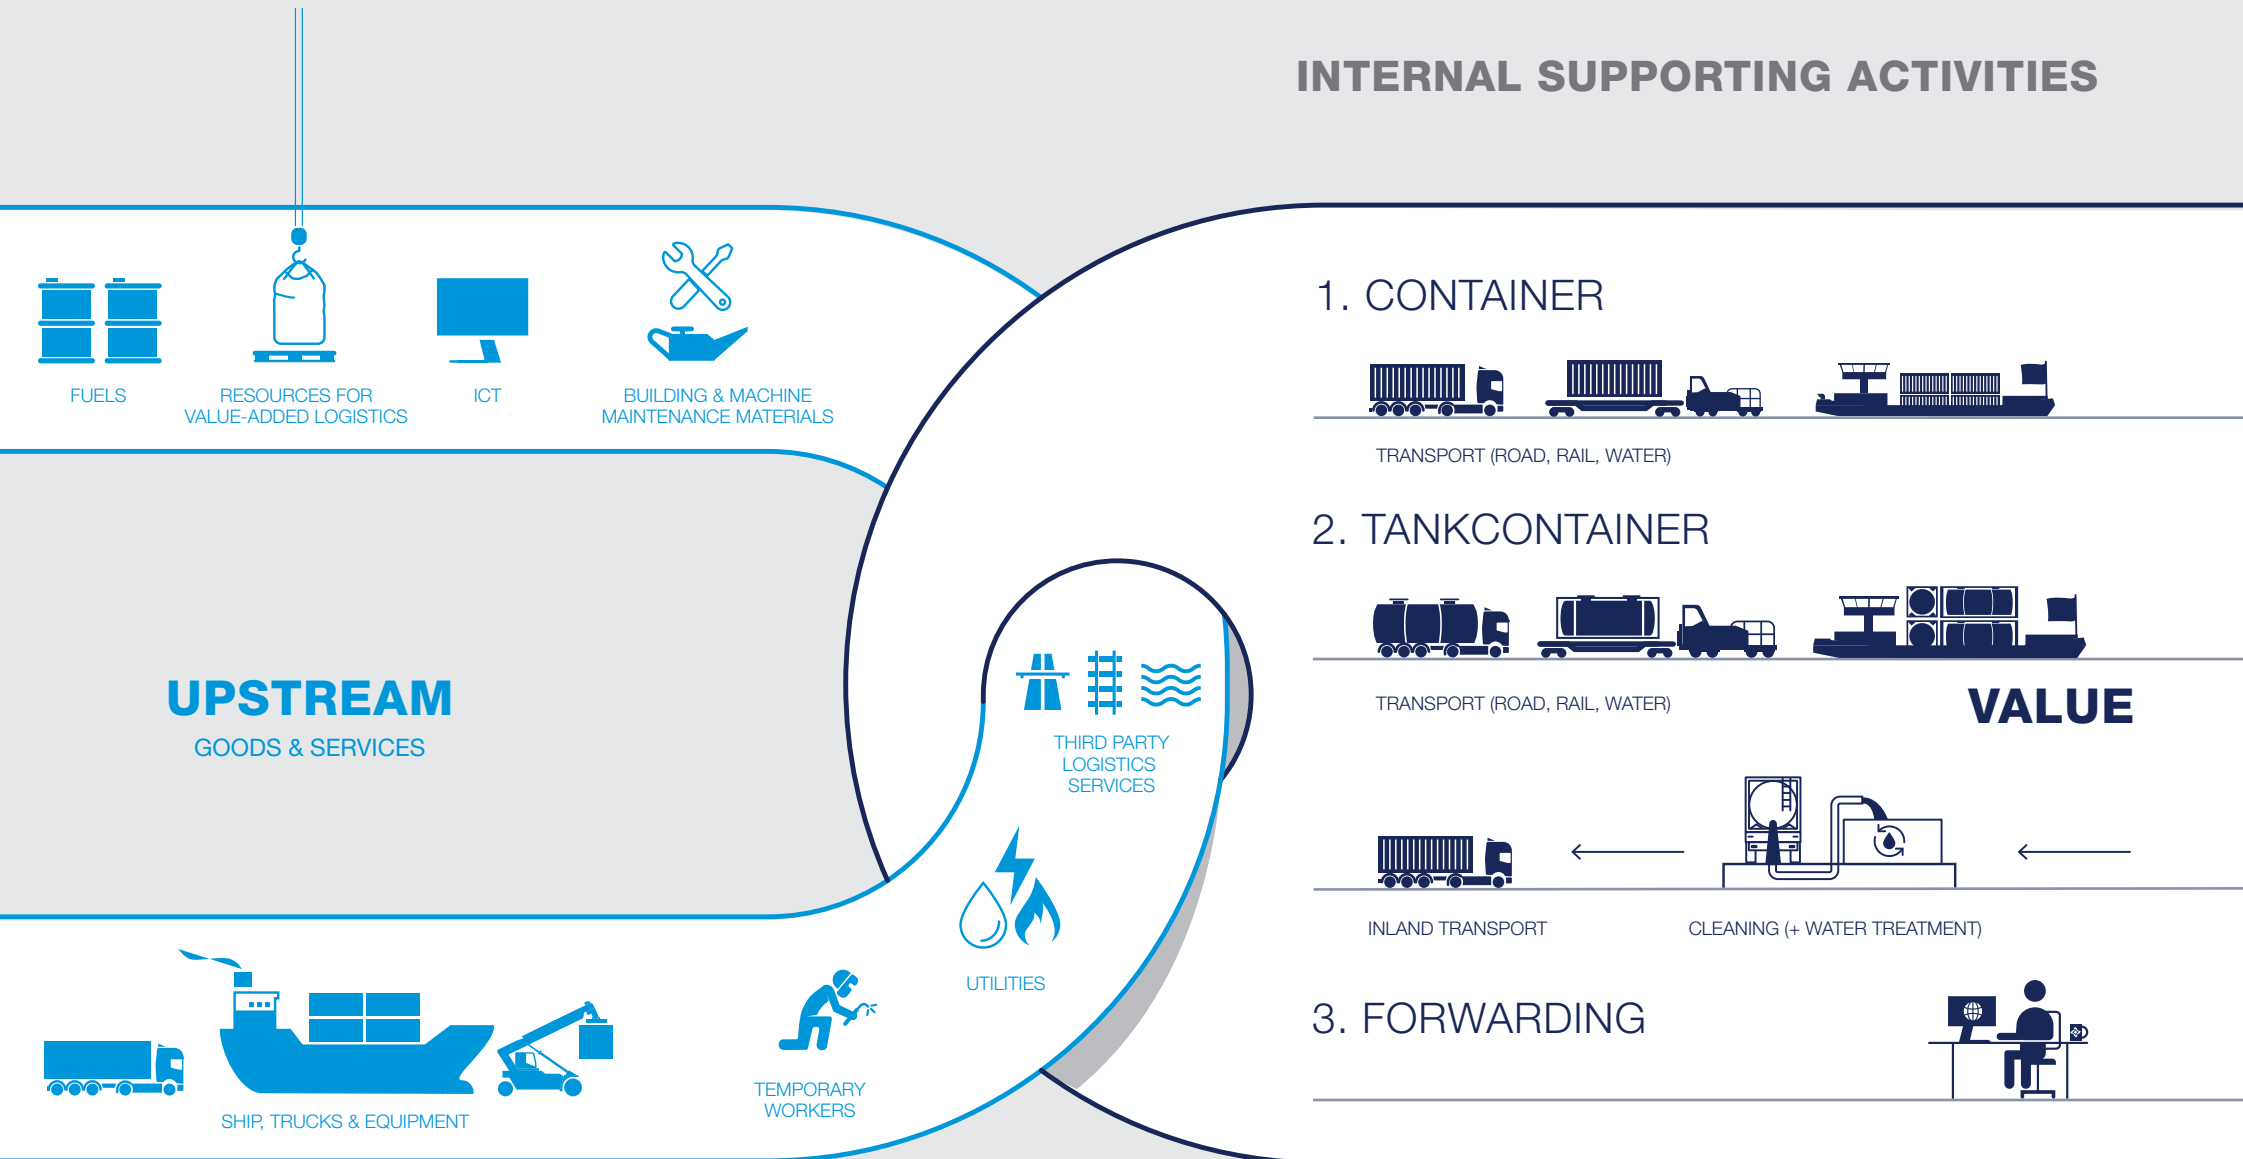 INTERNAL SUPPORTING ACTIVITIES
FUELS
RESOURCES FOR
VALUE-ADDED LOGISTICS
ICT
BUILDING & MACHINE
MAINTENANCE MATERIALS
UPSTREAM
GOODS & SERVICES
THIRD PARTY
LOGISTICS
SERVICES
UTILITIES
TEMPORARY
WORKERS
SHIP, TRUCKS & EQUIPMENT
1. CONTAINER
TRANSPORT (ROAD, RAIL, WATER)
2. TANKCONTAINER
TRANSPORT (ROAD, RAIL, WATER)
VALUE
INLAND TRANSPORT
CLEANING (+ WATER TREATMENT)
3. FORWARDING